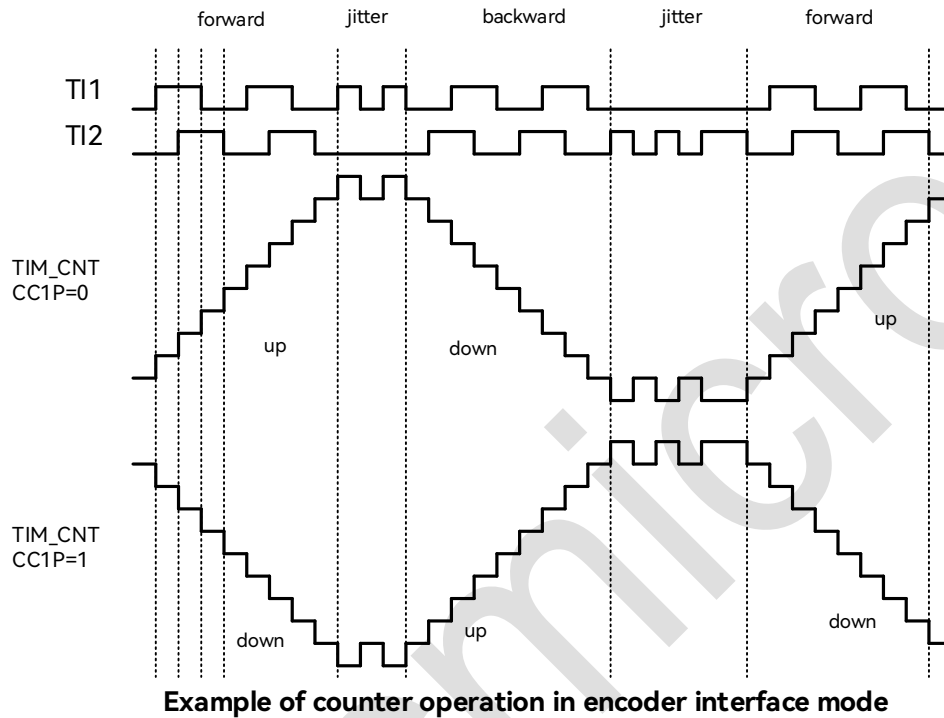 forward jitter backward jitter forward
TI1
TI2
TIM_CNT
CC1P=0
up
down
up
TIM_CNT
CC1P=1
down
up
down
Example of counter operation in encoder interface mode